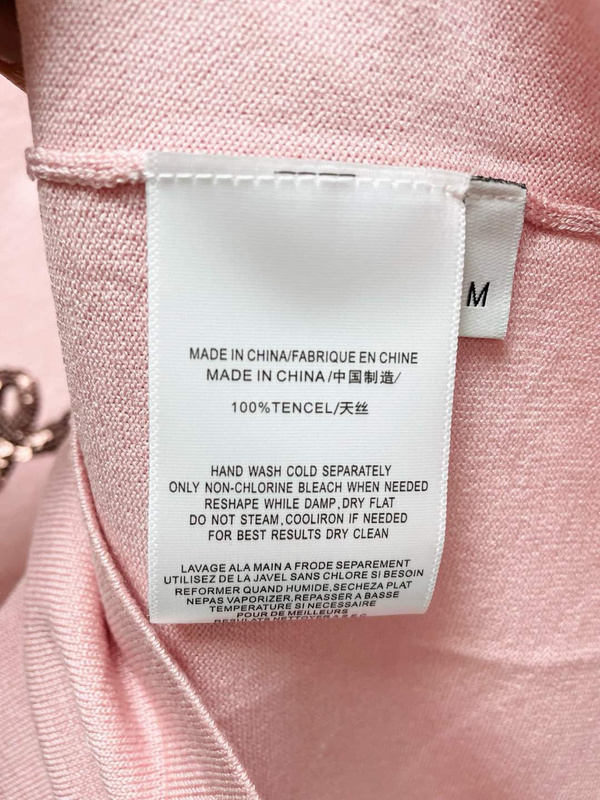 M
MADE IN CHINA/FABRIQUE EN CHINE
MADE IN CHINA/中国制造/
100%TENCEL/天丝
HAND WASH COLD SEPARATELY
ONLY NON-CHLORINE BLEACH WHEN NEEDED
RESHAPE WHILE DAMP,DRY FLAT
DO NOT STEAM,COOLIRON IF NEEDED
FOR BEST RESULTS DRY CLEAN
LAVAGE ALA MAIN A FRODE SEPAREMENT
UTILISEZ DE LA JAVEL SANS CHLORE SI BESOIN
REFORMER QUAND HUMIDE,SECHEZA PLAT
NEPAS VAPORIZER,REPASSER A BASSE
TEMPERATURE SI NECESSAIRE
POUR DE MEILLEURS
RESULATS NETTOYER A SEC